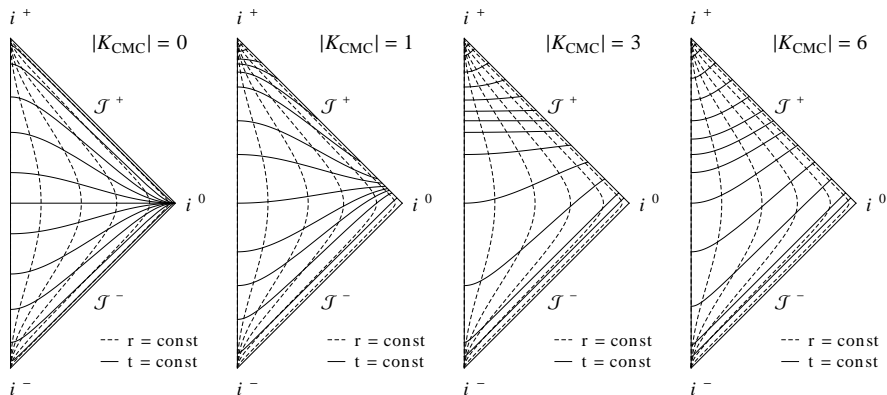 i + i + i + i +
|K_CMC| = 0 |K_CMC| = 1 |K_CMC| = 3 |K_CMC| = 6
𝒥 + 𝒥 + 𝒥 + 𝒥 +
i 0 i 0 i 0 i 0
𝒥 − 𝒥 − 𝒥 − 𝒥 −
r = const r = const r = const r = const
t = const t = const t = const t = const
i − i − i − i −